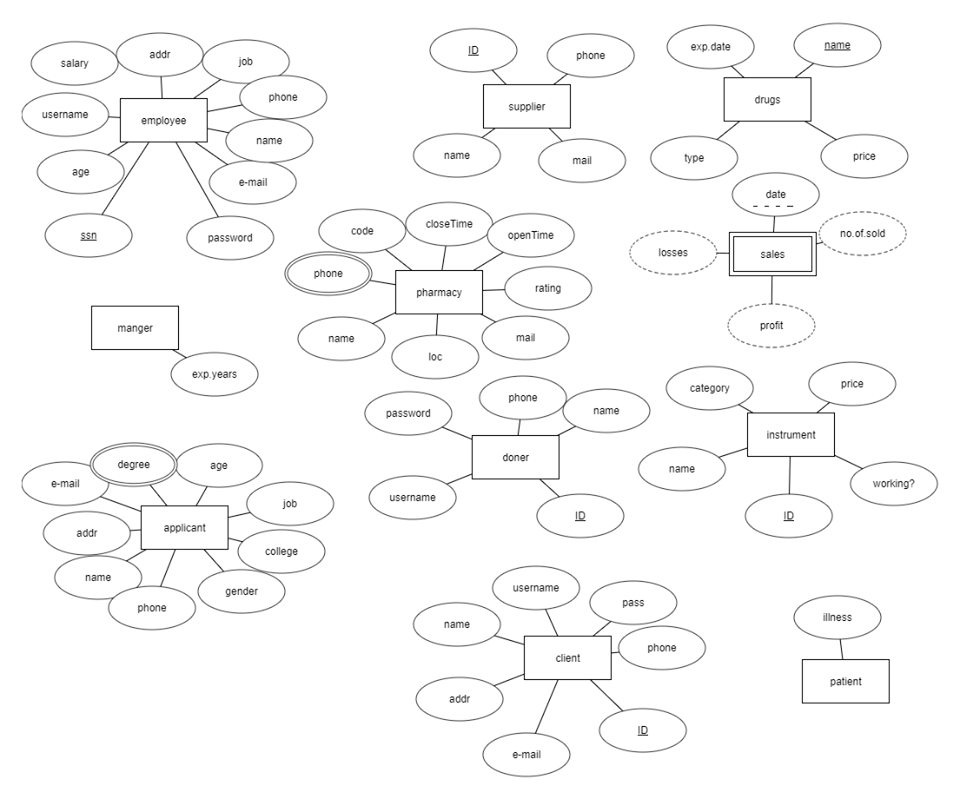 salary
addr
job
phone
username
employee
name
age
e-mail
ssn
password
ID
phone
supplier
name
mail
exp.date
name
drugs
type
price
date
losses
sales
no.of.sold
profit
code
closeTime
openTime
phone
pharmacy
rating
name
loc
mail
manger
exp.years
password
phone
name
doner
username
ID
category
price
instrument
name
working?
ID
e-mail
degree
age
job
addr
applicant
college
name
gender
phone
username
pass
name
phone
client
addr
ID
e-mail
illness
patient